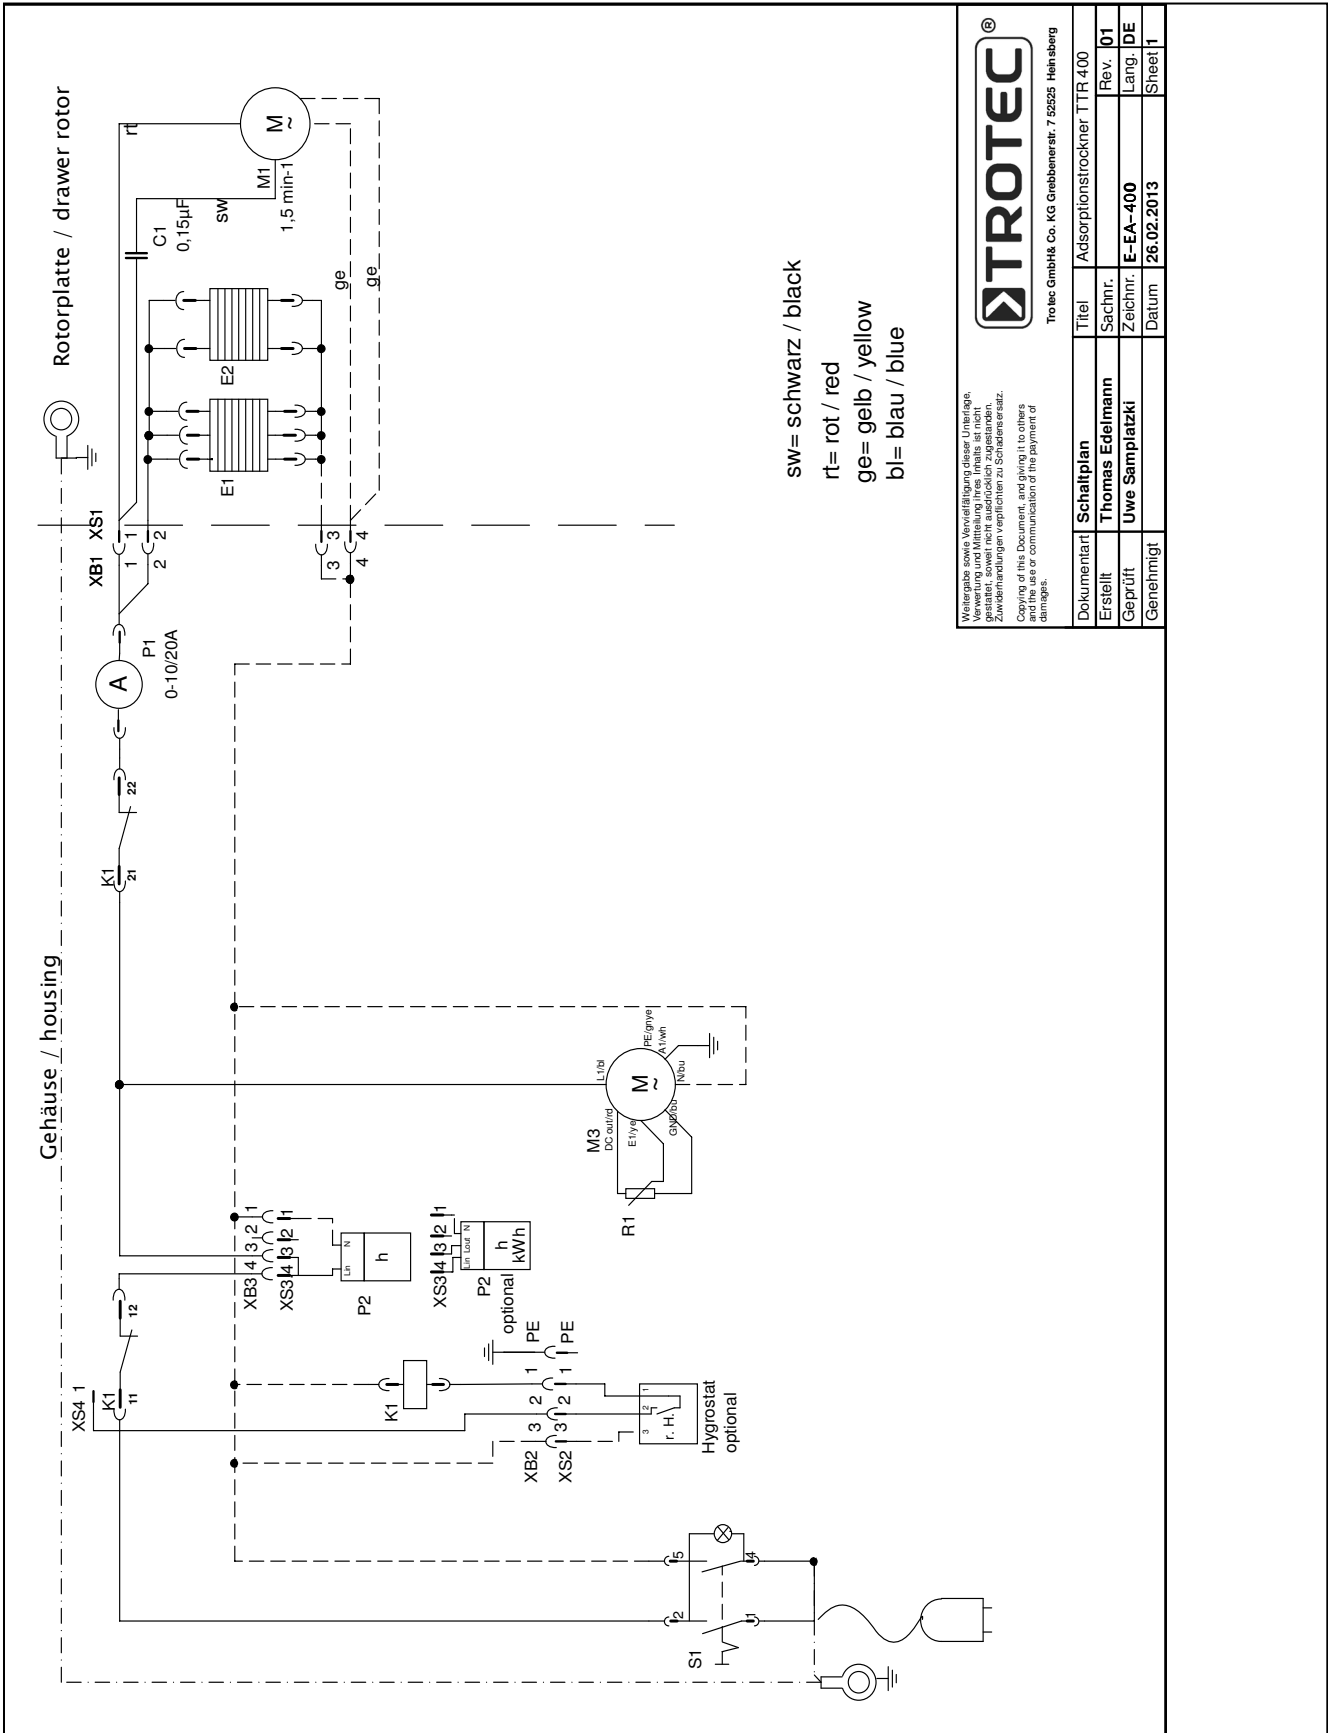 Gehäuse / housing
Rotorplatte / drawer rotor
XS4 1
K1
11
12
XB3 4 3 2 1
XS3 4 3 2 1
Lin
N
h
P2
XS3 4 3 2 1
Lin Lout N
h
kWh
P2
optional
K1
21
22
A
P1
0-10/20A
XB1
XS1
1
1
2
2
3
3
4
4
E1
E2
C1
0,15µF
sw
rt
M
~
M1
1,5 min-1
ge
ge
K1
PE
PE
XB2 3 2 1
XS2 3 2 1
3
2
1
r. H.
Hygrostat
optional
M3
DC out/rd
E1/ye
GND/bu
L1/bl
PE/gnye
A1/wh
N/bu
M
~
R1
S1
2
5
1
4
sw= schwarz / black
rt= rot / red
ge= gelb / yellow
bl= blau / blue
Weitergabe sowie Vervielfältigung dieser Unterlage,
Verwertung und Mitteilung ihres Inhalts ist nicht
gestattet, soweit nicht ausdrücklich zugestanden.
Zuwiderhandlungen verpflichten zu Schadensersatz.
Copying of this Document, and giving it to others
and the use or communication of the payment of
damages.
TROTEC ®
Trotec GmbH& Co. KG Grebbenerstr. 7 52525 Heinsberg
Dokumentart Schaltplan Titel Adsorptionstrockner TTR 400
Erstellt Thomas Edelmann Sachnr. Rev. 01
Geprüft Uwe Samplatzki Zeichnr. E-EA-400 Lang. DE
Genehmigt Datum 26.02.2013 Sheet 1